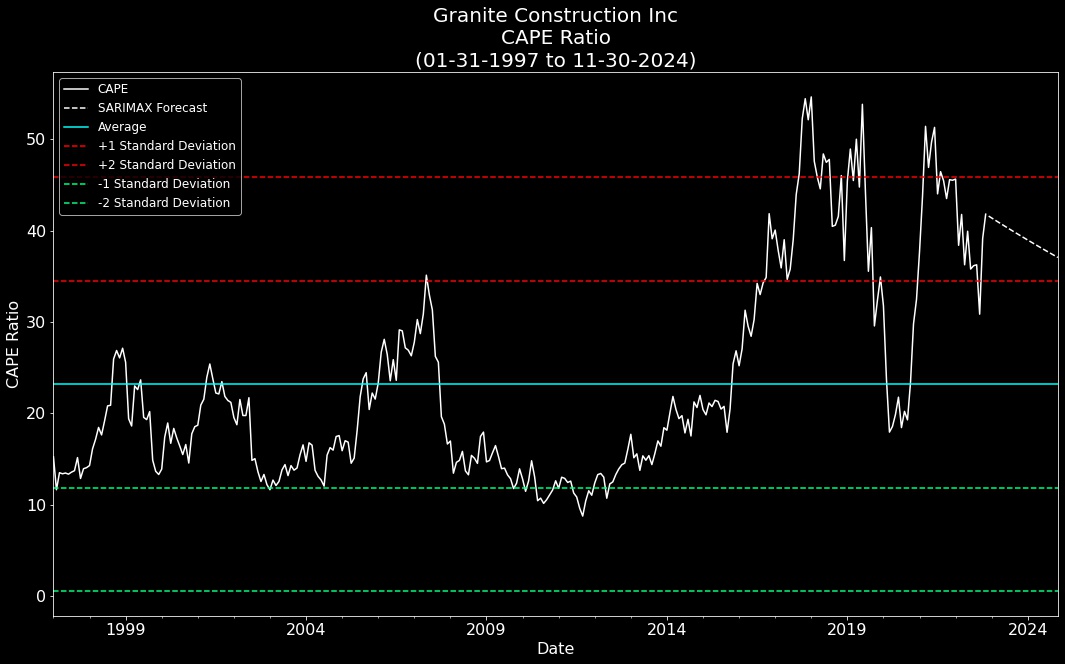 Granite Construction Inc
CAPE Ratio
(01-31-1997 to 11-30-2024)
CAPE
SARIMAX Forecast
Average
+1 Standard Deviation
+2 Standard Deviation
-1 Standard Deviation
-2 Standard Deviation
CAPE Ratio
50
40
30
20
10
0
1999
2004
2009
2014
2019
2024
Date